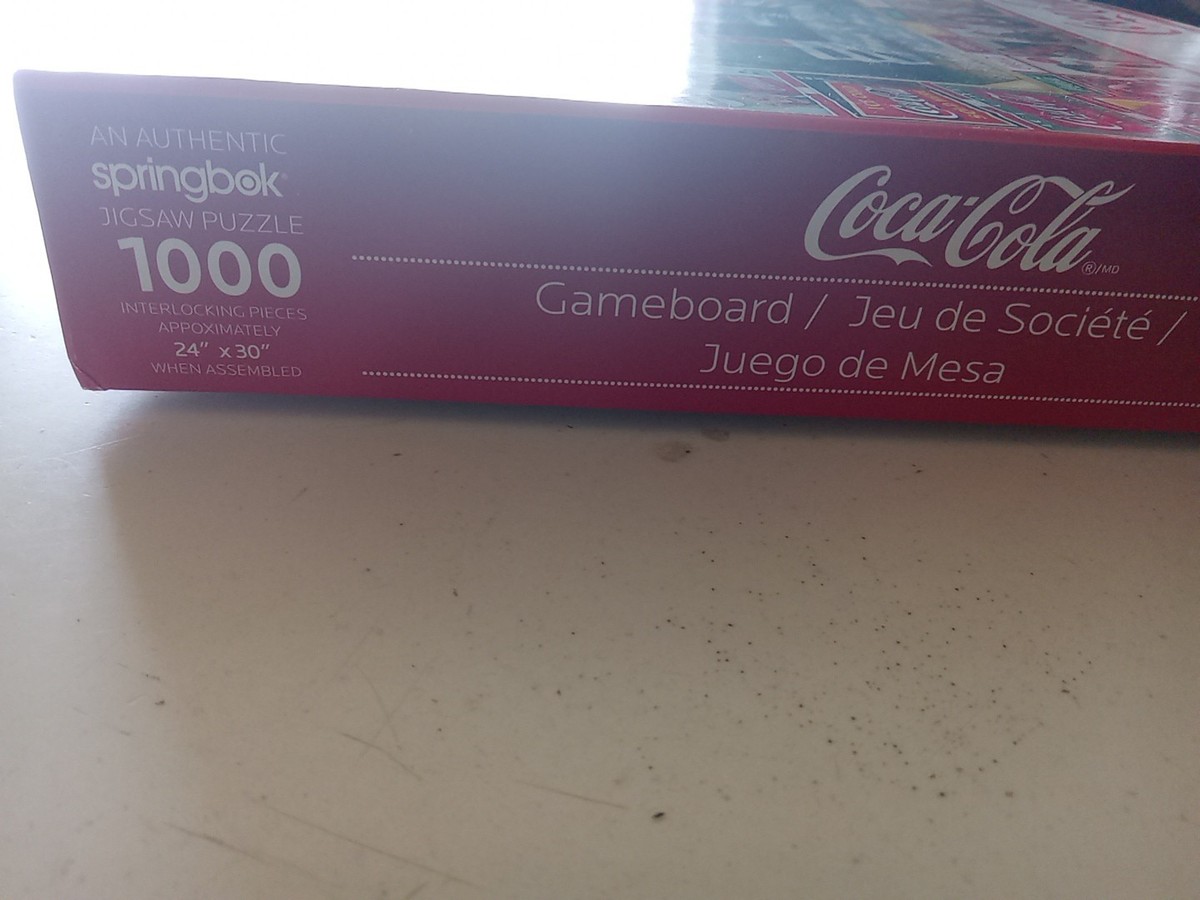 AN AUTHENTIC
springbok®
JIGSAW PUZZLE
1000
INTERLOCKING PIECES
APPOXIMATELY
24" x 30"
WHEN ASSEMBLED
Coca-Cola ®/MD
Gameboard / Jeu de Société /
Juego de Mesa